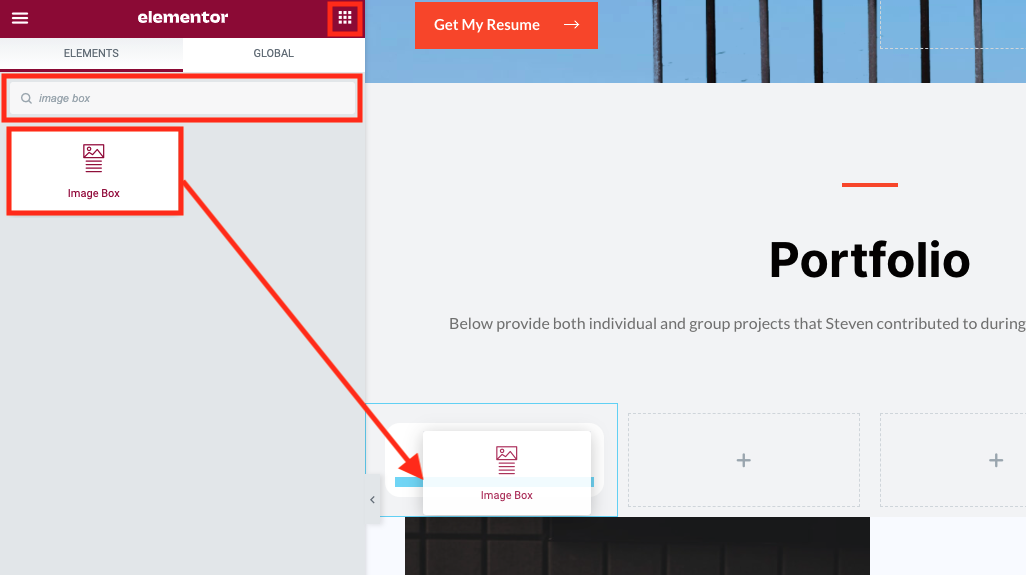 elementor
ELEMENTS
GLOBAL
image box
Image Box
Get My Resume
Portfolio
Below provide both individual and group projects that Steven contributed to during
Image Box